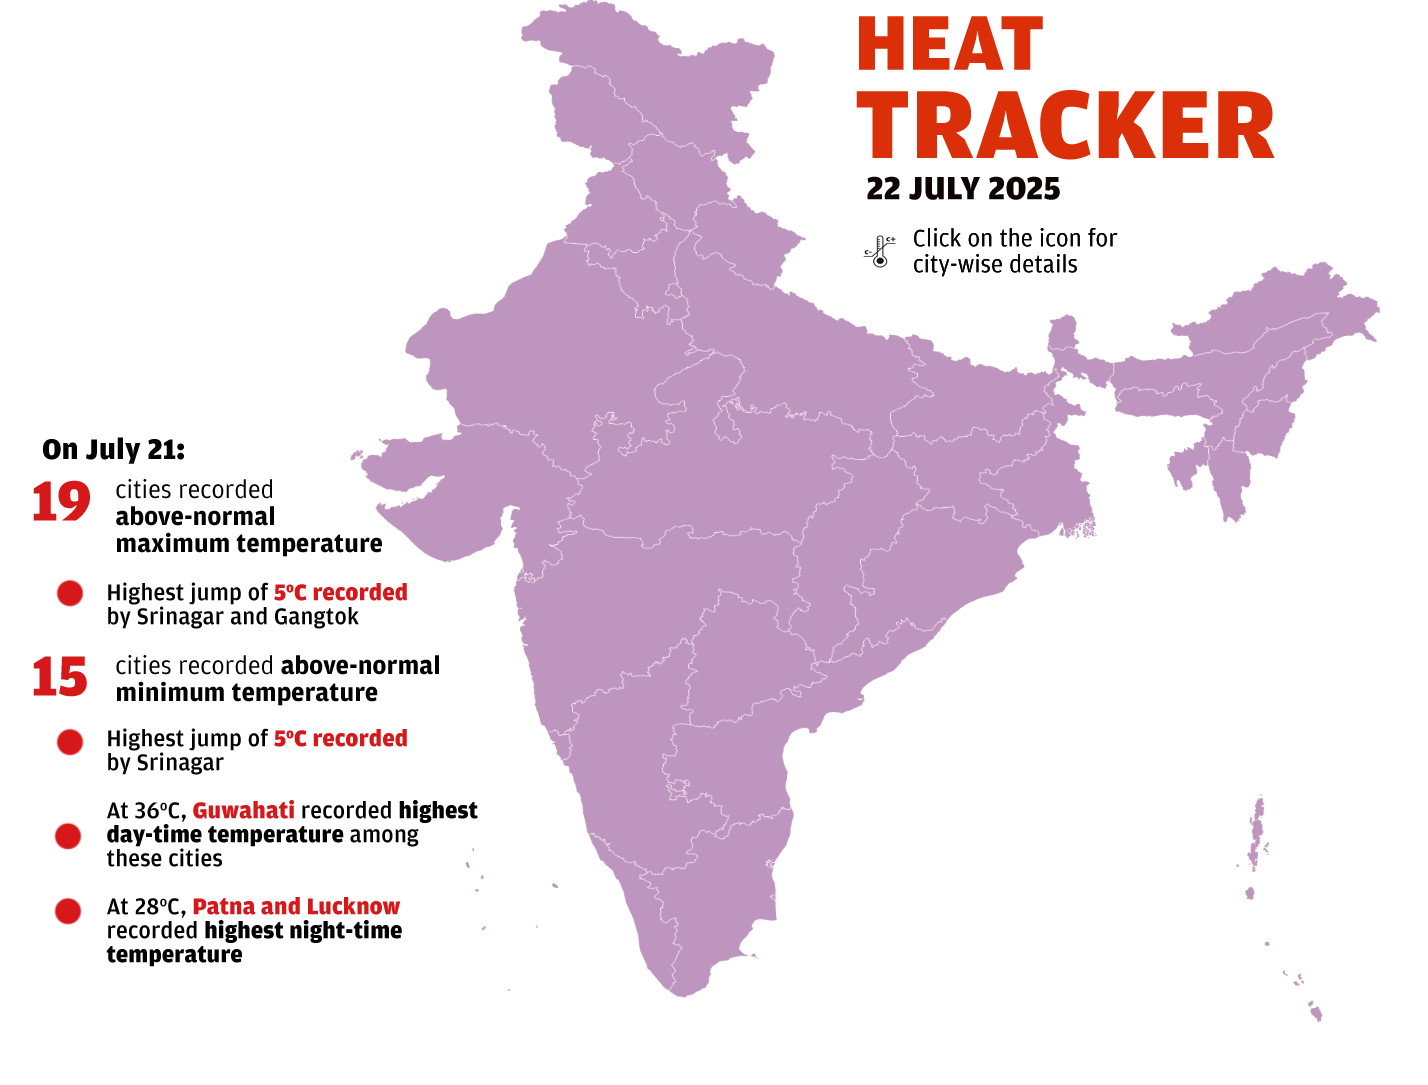 HEAT
TRACKER
22 JULY 2025
C- C+
Click on the icon for
city-wise details
On July 21:
19 cities recorded
above-normal
maximum temperature
Highest jump of 5ºC recorded
by Srinagar and Gangtok
15 cities recorded above-normal
minimum temperature
Highest jump of 5ºC recorded
by Srinagar
At 36ºC, Guwahati recorded highest
day-time temperature among
these cities
At 28ºC, Patna and Lucknow
recorded highest night-time
temperature